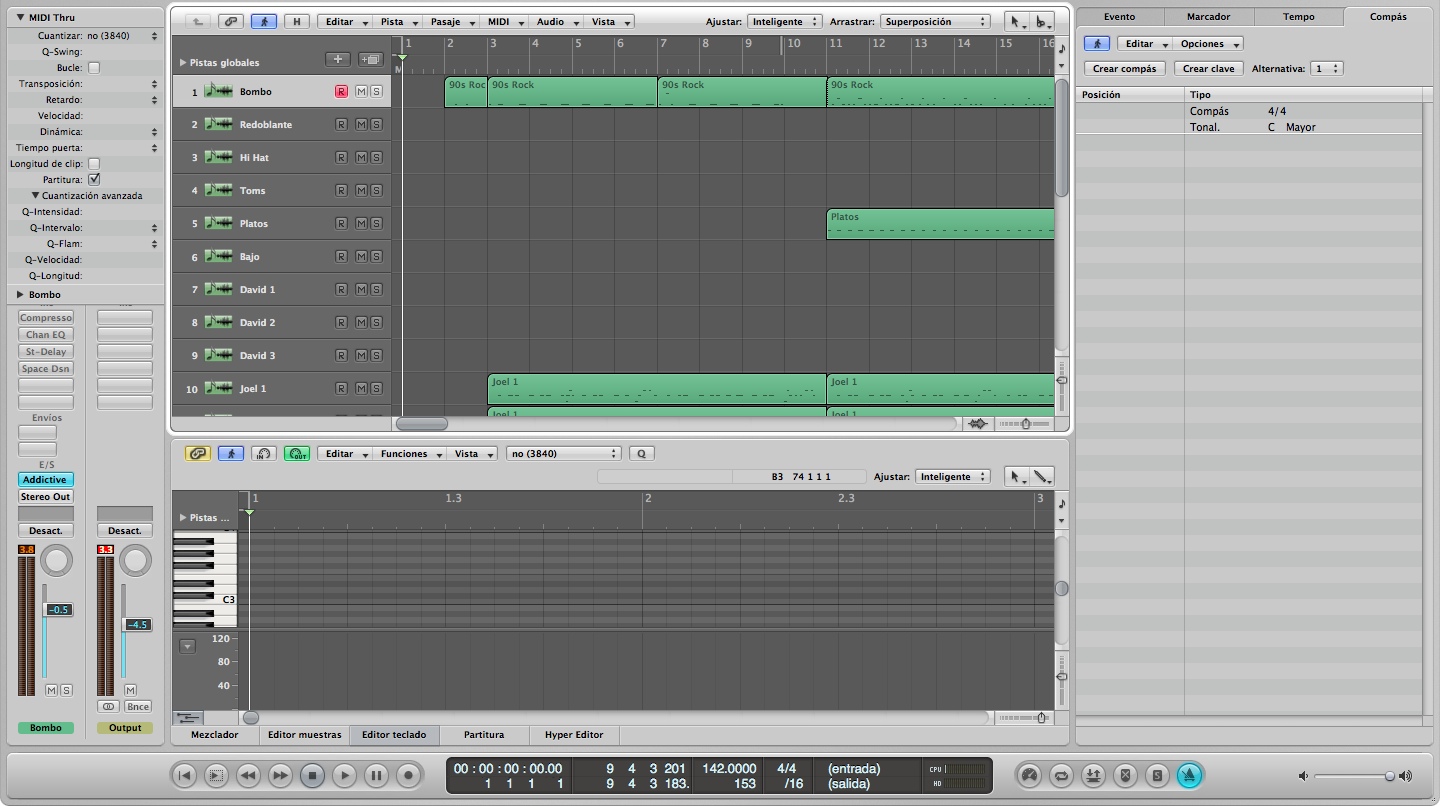 MIDI Thru
Cuantizar: no (3840)
Q-Swing:
Bucle:
Transposición:
Retardo:
Velocidad:
Dinámica:
Tiempo puerta:
Longitud de clip:
Partitura:
Cuantización avanzada
Q-Intensidad:
Q-Intervalo:
Q-Flam:
Q-Velocidad:
Q-Longitud:
Bombo
Compresso
Chan EQ
St-Delay
Space Dsn
Envíos
E/S
Addictive
Stereo Out
Desact. Desact.
3.8 3.3
-0.5
-4.5
M S M
Bnce
Bombo Output
H Editar Pista Pasaje MIDI Audio Vista Ajustar: Inteligente Arrastrar: Superposición
1 2 3 4 5 6 7 8 9 10 11 12 13 14 15 16
Pistas globales
M
1 Bombo R M S 90s Roc 90s Rock 90s Rock 90s Rock
2 Redoblante R M S
3 Hi Hat R M S
4 Toms R M S
5 Platos R M S Platos
6 Bajo R M S
7 David 1 R M S
8 David 2 R M S
9 David 3 R M S
10 Joel 1 R M S Joel 1 Joel 1
Joel 1 Joel 1
IN OUT Editar Funciones Vista no (3840) Q
B3 74 1 1 1 Ajustar: Inteligente
1 1.3 2 2.3 3
Pistas ...
C3
120
80
40
Mezclador Editor muestras Editor teclado Partitura Hyper Editor
Evento Marcador Tempo Compás
Editar Opciones
Crear compás Crear clave Alternativa: 1
Posición Tipo
Compás 4/4
Tonal. C Mayor
00 : 00 : 00 : 00.00 9 4 3 201 142.0000 4/4 (entrada) CPU
1 1 1 1 9 4 3 183. 153 /16 (salida) HD
S